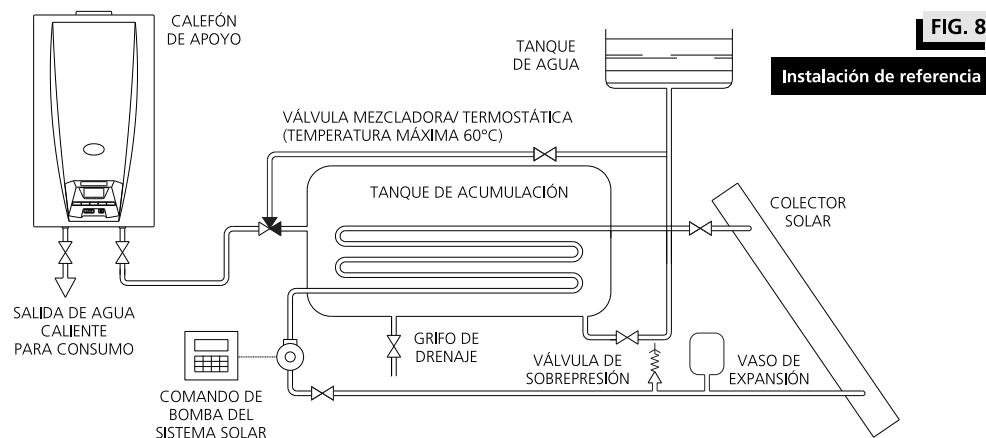 CALEFÓN
DE APOYO
FIG. 8
Instalación de referencia
TANQUE
DE AGUA
VÁLVULA MEZCLADORA/ TERMOSTÁTICA
(TEMPERATURA MÁXIMA 60°C)
TANQUE DE ACUMULACIÓN
COLECTOR
SOLAR
SALIDA DE AGUA
CALIENTE
PARA CONSUMO
GRIFO DE
DRENAJE
VÁLVULA DE
SOBREPRESIÓN
VASO DE
EXPANSIÓN
COMANDO DE
BOMBA DEL
SISTEMA SOLAR